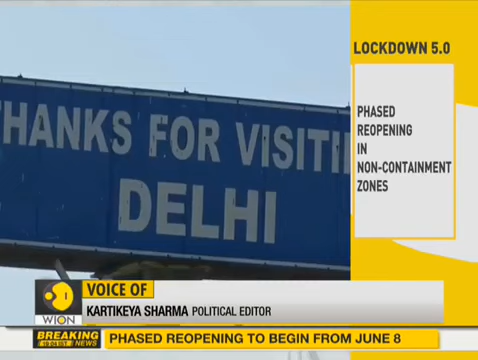 LOCKDOWN 5.0
THANKS FOR VISITI
DELHI
PHASED
REOPENING
IN
NON-CONTAINMENT
ZONES
VOICE OF
KARTIKEYA SHARMA POLITICAL EDITOR
WION
BREAKING
NEWS
PHASED REOPENING TO BEGIN FROM JUNE 8